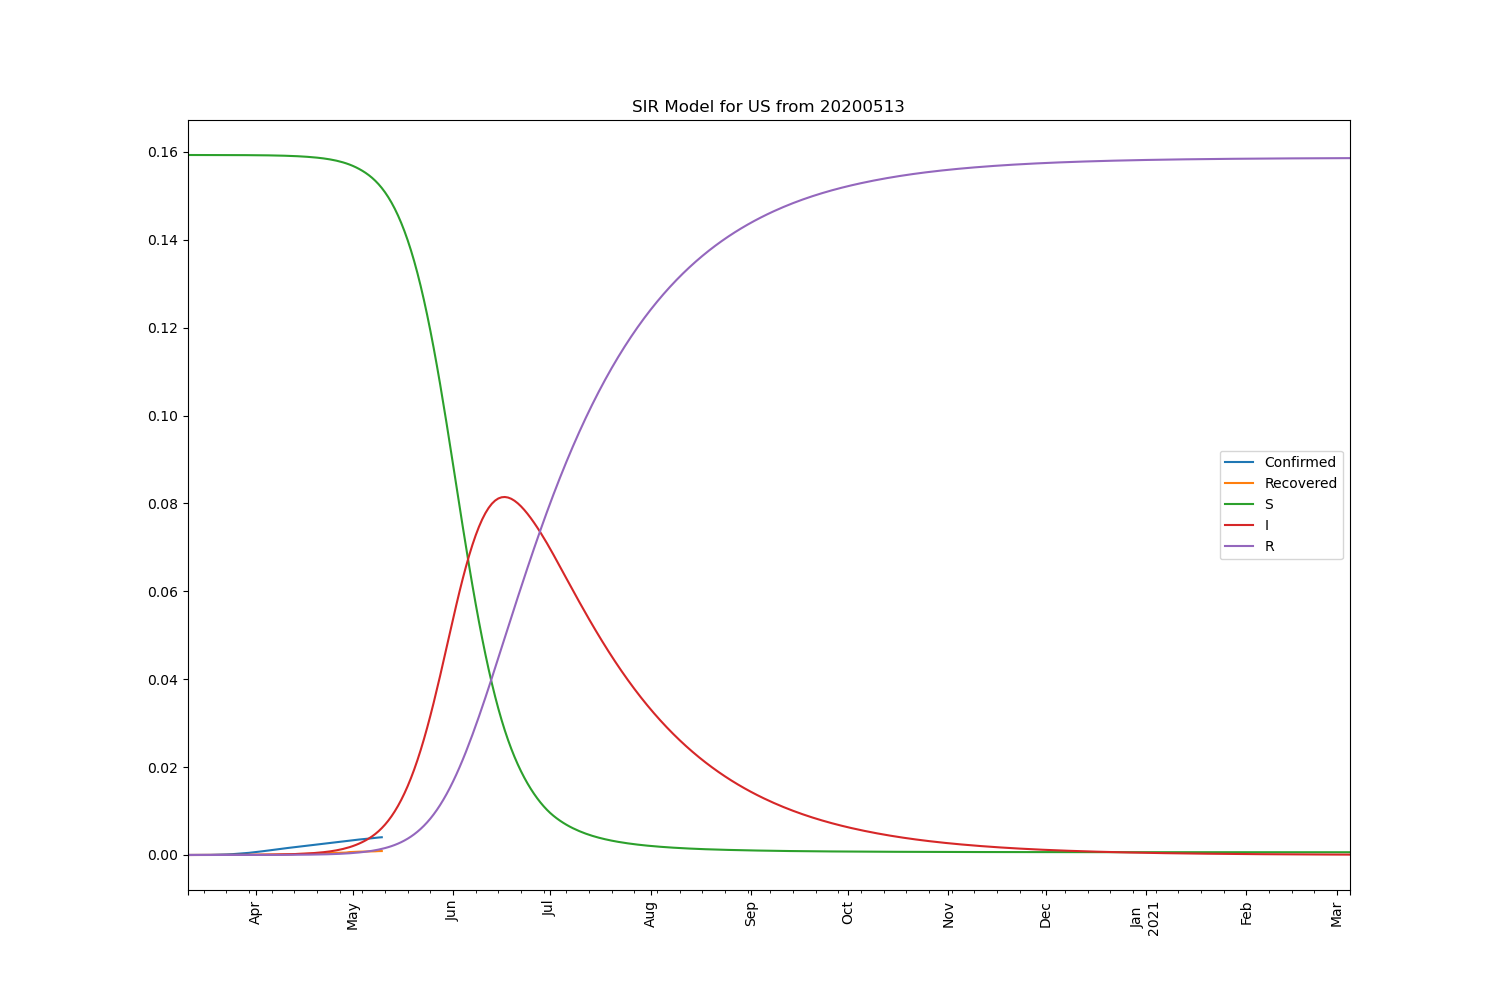 SIR Model for US from 20200513
0.16
0.14
0.12
0.10
0.08
0.06
0.04
0.02
0.00
Confirmed
Recovered
S
I
R
Apr
May
Jun
Jul
Aug
Sep
Oct
Nov
Dec
Jan
2021
Feb
Mar